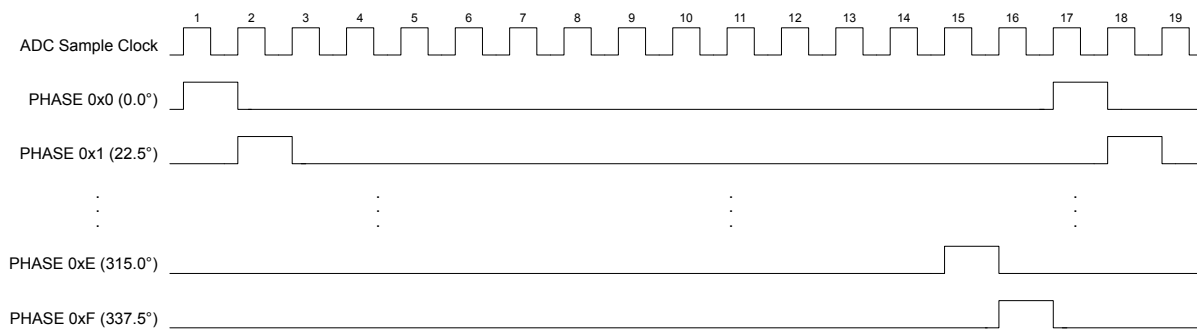 1 2 3 4 5 6 7 8 9 10 11 12 13 14 15 16 17 18 19
ADC Sample Clock
PHASE 0x0 (0.0°)
PHASE 0x1 (22.5°)
PHASE 0xE (315.0°)
PHASE 0xF (337.5°)